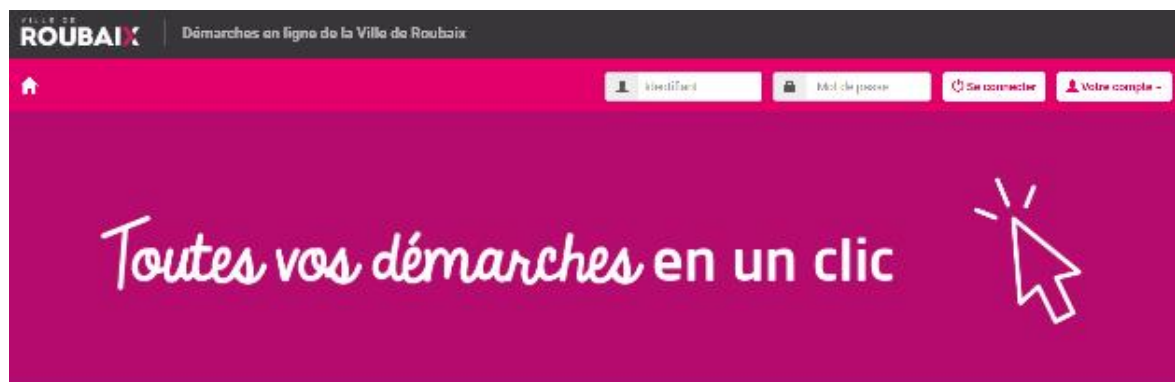 VILLE DE
ROUBAIX
Démarches en ligne de la Ville de Roubaix
Identifiant
Mot de passe
Se connecter
Votre compte
Toutes vos démarches en un clic